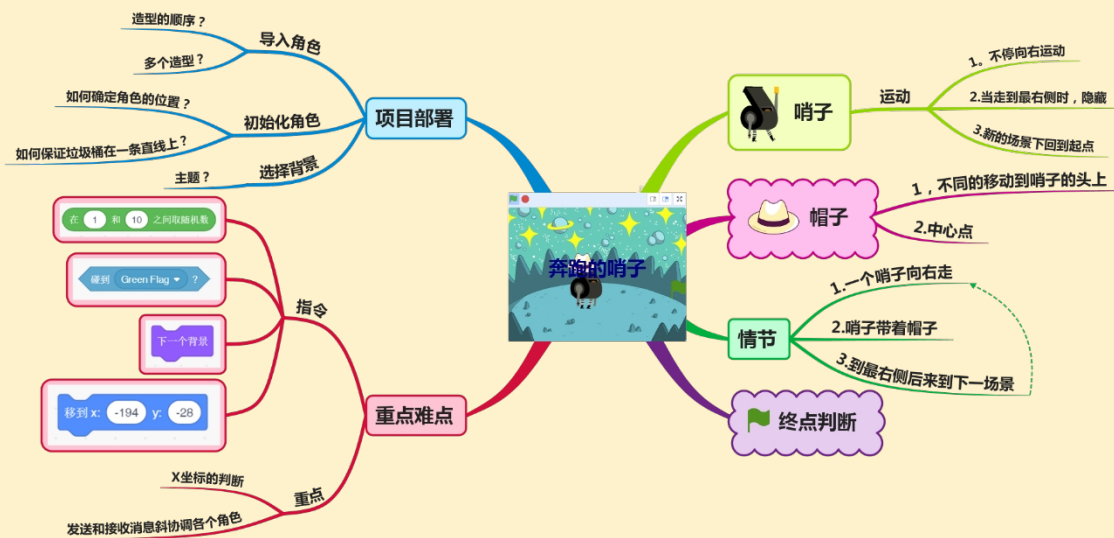 造型的顺序？
多个造型？
导入角色
如何确定角色的位置？
如何保证垃圾桶在一条直线上？
初始化角色
主题？
选择背景
项目部署
在 1 和 10 之间取随机数
碰到 Green Flag ？
下一个背景
移到 x: -194 y: -28
指令
X坐标的判断
发送和接收消息斜协调各个角色
重点
重点难点
奔跑的哨子
哨子
运动
1。不停向右运动
2.当走到最右侧时，隐藏
3.新的场景下回到起点
帽子
1，不同的移动到哨子的头上
2.中心点
情节
1.一个哨子向右走
2.哨子带着帽子
3.到最右侧后来到下一场景
终点判断